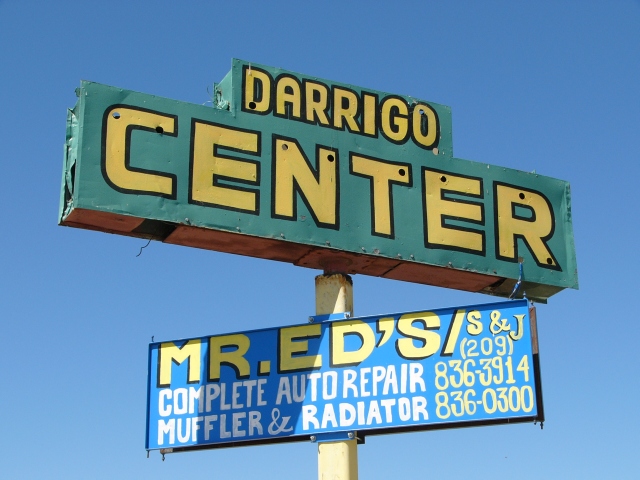 DARRIGO
CENTER
MR. ED'S/S & J
(209)
COMPLETE AUTO REPAIR 836-3914
MUFFLER & RADIATOR 836-0300